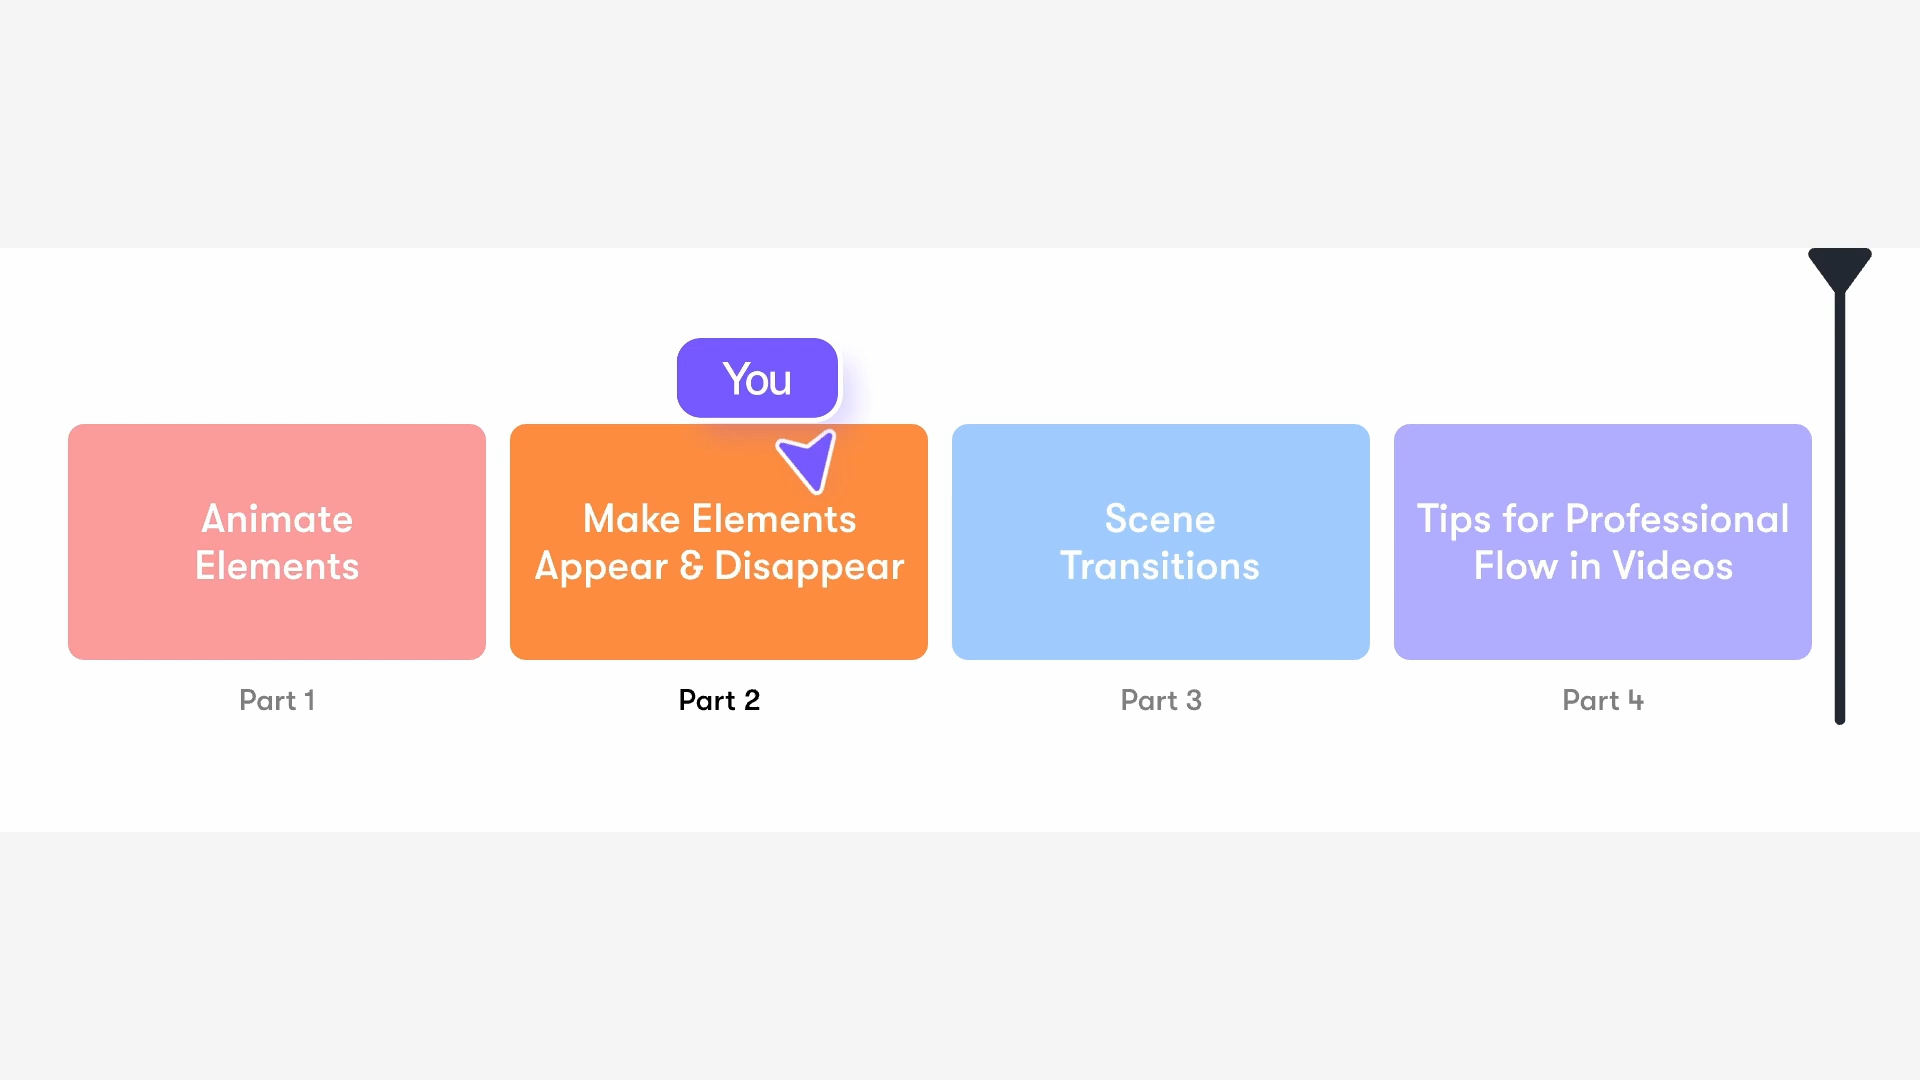 You
Animate
Elements
Make Elements
Appear & Disappear
Scene
Transitions
Tips for Professional
Flow in Videos
Part 1
Part 2
Part 3
Part 4